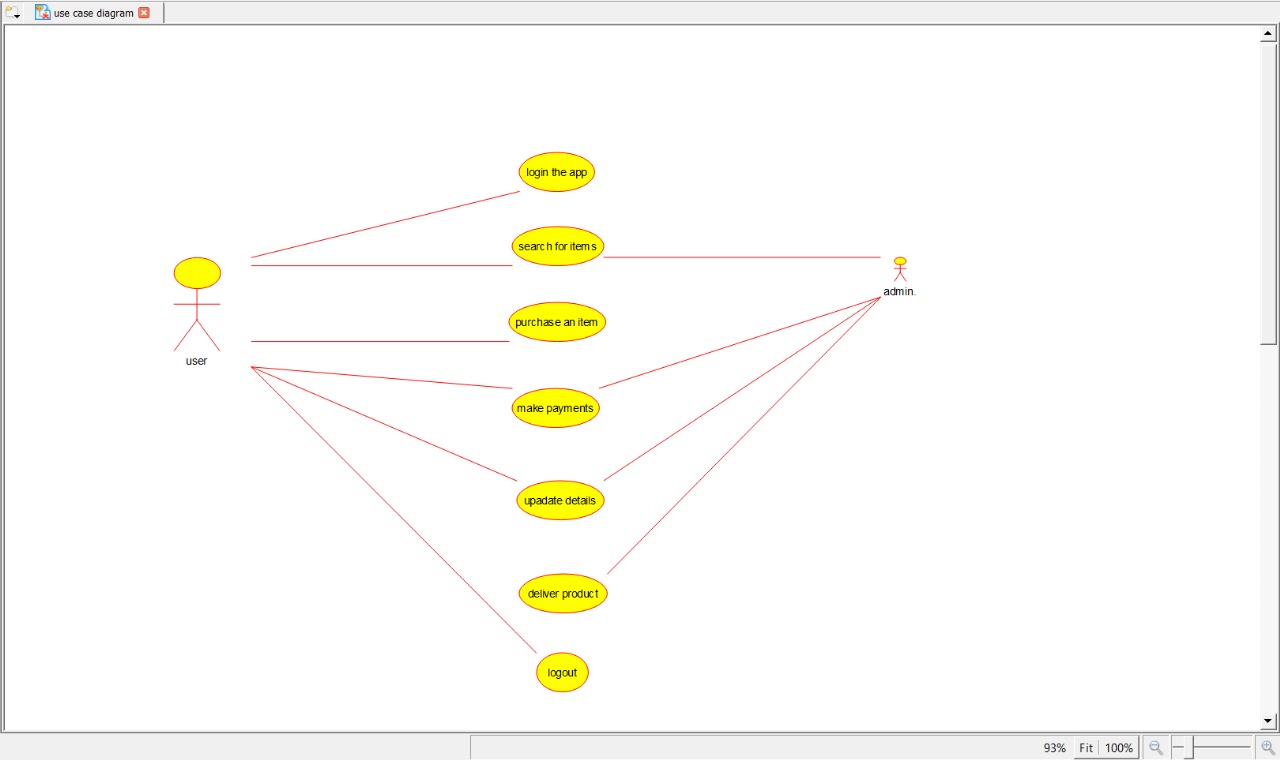 use case diagram
login the app
search for items
admin.
purchase an item
user
make payments
upadate details
deliver product
logout
93% Fit 100%